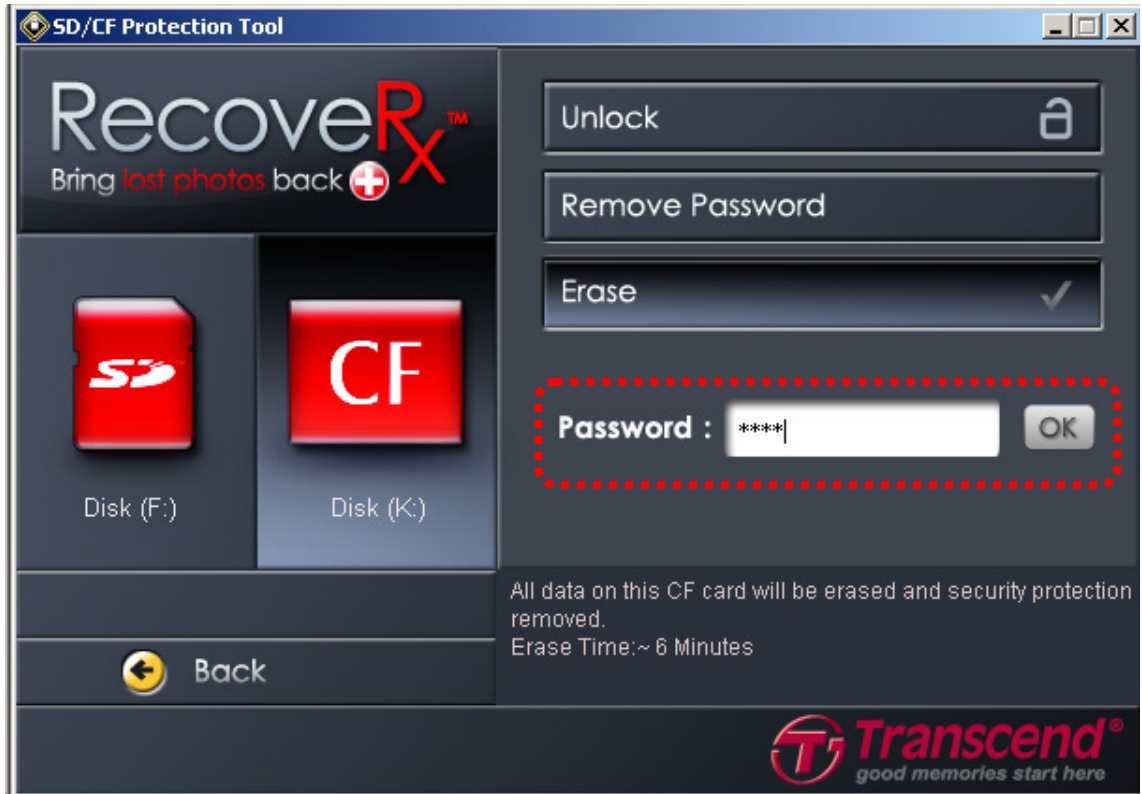 SD/CF Protection Tool
RecoveRx™
Bring lost photos back
Unlock
Remove Password
Erase
SD
Disk (F:)
CF
Disk (K:)
Password : **** OK
All data on this CF card will be erased and security protection
removed.
Erase Time:~ 6 Minutes
Back
Transcend®
good memories start here